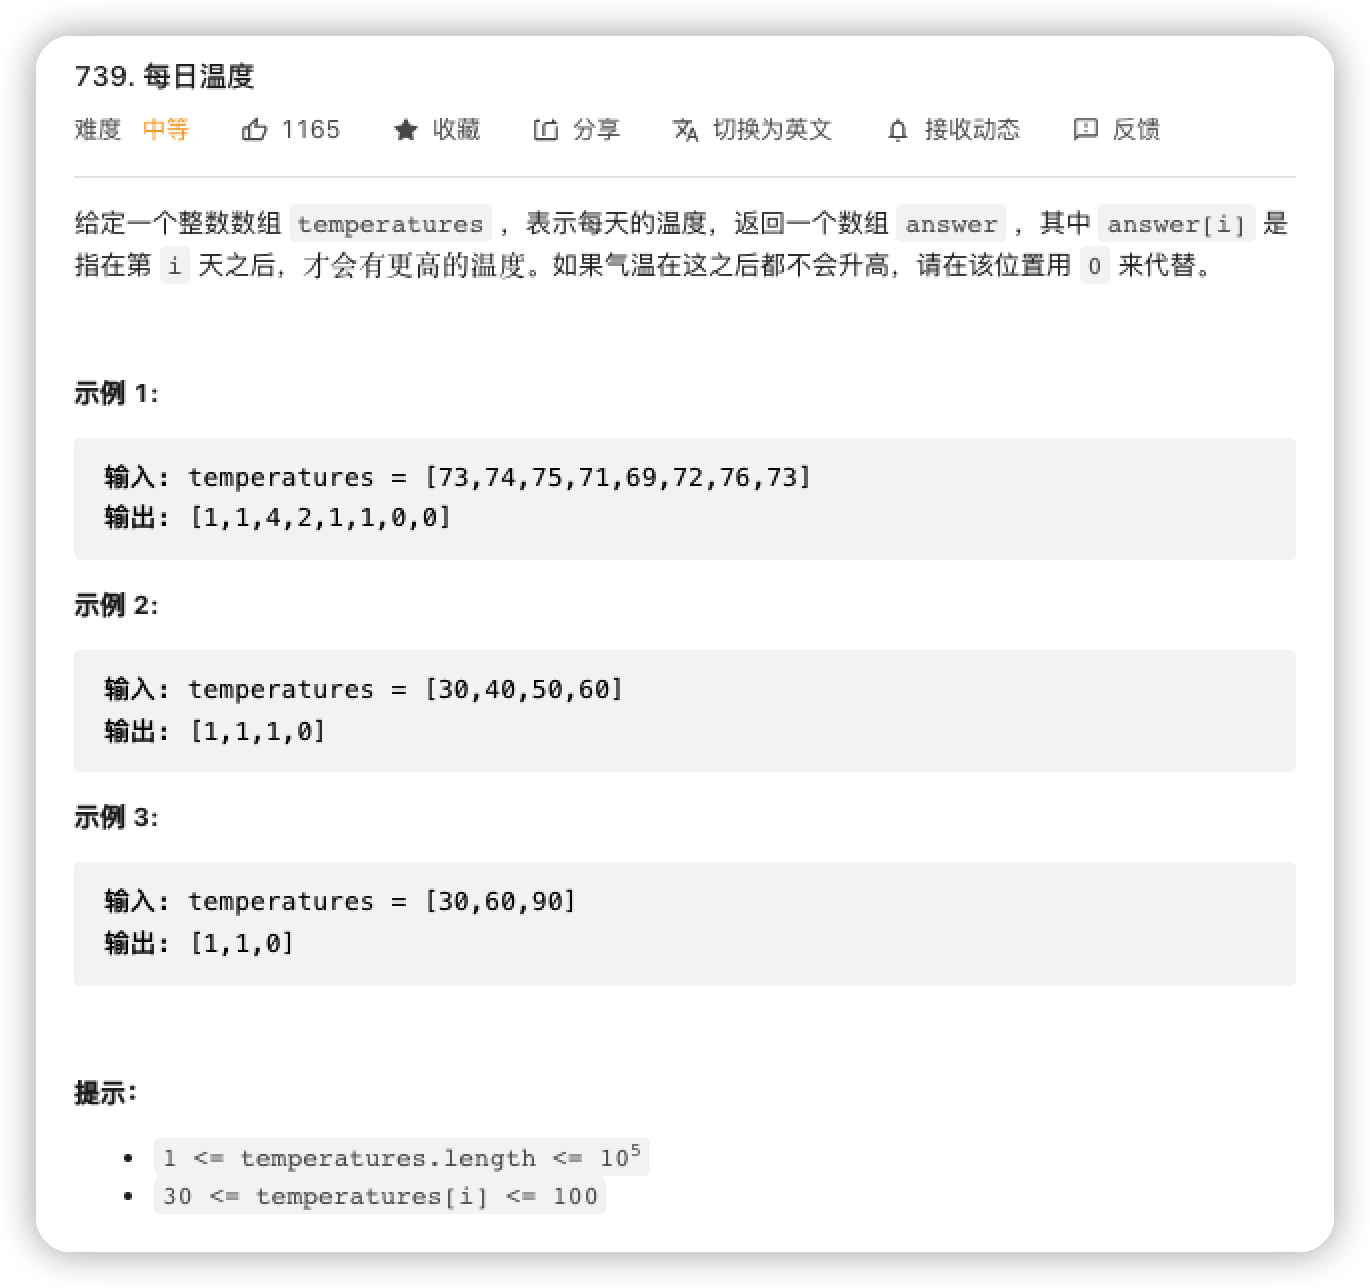 739. 每日温度
难度 中等 1165 收藏 分享 切换为英文 接收动态 反馈
给定一个整数数组 temperatures ，表示每天的温度，返回一个数组 answer ，其中 answer[i] 是
指在第 i 天之后，才会有更高的温度。如果气温在这之后都不会升高，请在该位置用 0 来代替。
示例 1:
输入: temperatures = [73,74,75,71,69,72,76,73]
输出: [1,1,4,2,1,1,0,0]
示例 2:
输入: temperatures = [30,40,50,60]
输出: [1,1,1,0]
示例 3:
输入: temperatures = [30,60,90]
输出: [1,1,0]
提示：
• 1 <= temperatures.length <= 10⁵
• 30 <= temperatures[i] <= 100